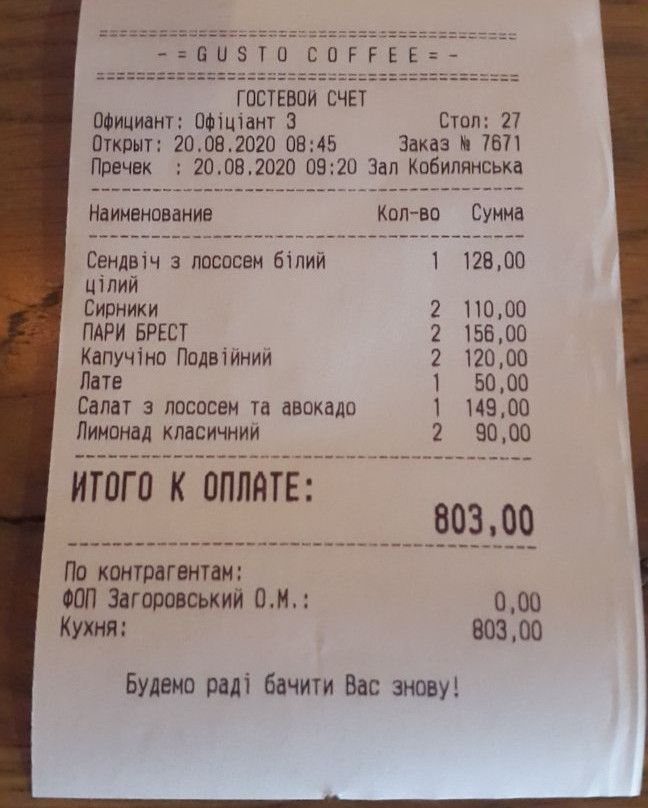 ==========================================
-=GUSTO COFFEE=-
==========================================
ГОСТЕВОЙ СЧЕТ
Официант: Офіціант 3 Стол: 27
Открыт: 20.08.2020 08:45 Заказ № 7671
Пречек : 20.08.2020 09:20 Зал Кобилянська
------------------------------------------
Наименование Кол-во Сумма
------------------------------------------
Сендвіч з лососем білий 1 128,00
цілий
Сирники 2 110,00
ПАРИ БРЕСТ 2 156,00
Капучіно Подвійний 2 120,00
Лате 1 50,00
Салат з лососем та авокадо 1 149,00
Лимонад класичний 2 90,00
------------------------------------------
ИТОГО К ОПЛАТЕ:
803,00
------------------------------------------
По контрагентам:
ФОП Загоровський О.М.: 0,00
Кухня: 803,00
Будемо раді бачити Вас знову!